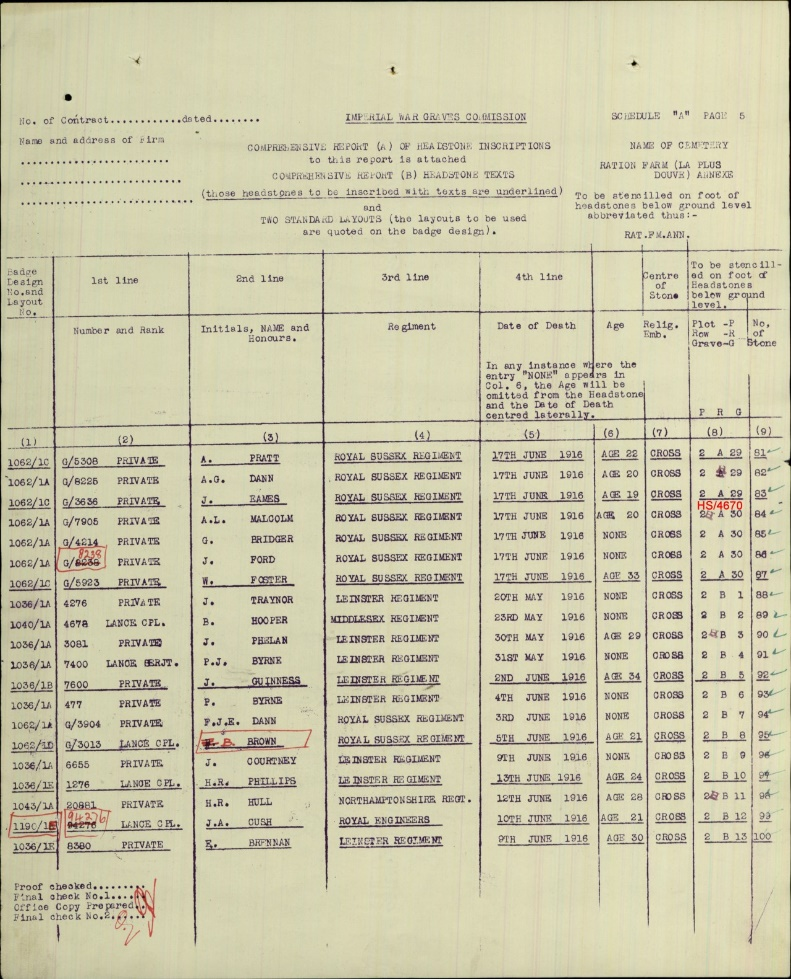 No. of Contract............dated........ IMPERIAL WAR GRAVES COMMISSION SCHEDULE "A" PAGE 5
Name and address of Firm
COMPREHENSIVE REPORT (A) OF HEADSTONE INSCRIPTIONS
to this report is attached
COMPREHENSIVE REPORT (B) HEADSTONE TEXTS
(those headstones to be inscribed with texts are underlined)
and
TWO STANDARD LAYOUTS (the layouts to be used
are quoted on the badge design).
NAME OF CEMETERY
RATION FARM (LA PLUS
DOUVE) ANNEXE
To be stencilled on foot of
headstones below ground level
abbreviated thus:-
RAT.FM.ANN.
Badge Design No.and Layout No.
1st line
Number and Rank
2nd line
Initials, NAME and Honours.
3rd line
Regiment
4th line
Date of Death
In any instance where the
entry "NONE" appears in
Col. 6, the Age will be
omitted from the Headstone
and the Date of Death
centred laterally.
Age
Centre of Stone
Relig. Emb.
To be stencill-
ed on foot of
Headstones
below ground
level.
Plot -P
Row -R
Grave-G
P R G
No. of Stone
(1) (2) (3) (4) (5) (6) (7) (8) (9)
1062/1C G/5308 PRIVATE A. PRATT ROYAL SUSSEX REGIMENT 17TH JUNE 1916 AGE 22 CROSS 2 A 29 81
1062/1A G/8225 PRIVATE A.G. DANN ROYAL SUSSEX REGIMENT 17TH JUNE 1916 AGE 20 CROSS 2 A 29 82
1062/1C G/3636 PRIVATE J. EAMES ROYAL SUSSEX REGIMENT 17TH JUNE 1916 AGE 19 CROSS 2 A 29 83
HS/4670
1062/1A G/7905 PRIVATE A.L. MALCOLM ROYAL SUSSEX REGIMENT 17TH JUNE 1916 AGE 20 CROSS 2 A 30 84
1062/1A G/4214 PRIVATE G. BRIDGER ROYAL SUSSEX REGIMENT 17TH JUNE 1916 NONE CROSS 2 A 30 85
8238
1062/1A G/8238 PRIVATE J. FORD ROYAL SUSSEX REGIMENT 17TH JUNE 1916 NONE CROSS 2 A 30 86
1062/1C G/5923 PRIVATE W. FOSTER ROYAL SUSSEX REGIMENT 17TH JUNE 1916 AGE 33 CROSS 2 A 30 87
1036/1A 4276 PRIVATE J. TRAYNOR LEINSTER REGIMENT 20TH MAY 1916 NONE CROSS 2 B 1 88
1040/1A 4678 LANCE CPL. B. HOOPER MIDDLESEX REGIMENT 23RD MAY 1916 NONE CROSS 2 B 2 89
1036/1A 3081 PRIVATE J. PHELAN LEINSTER REGIMENT 30TH MAY 1916 AGE 29 CROSS 2 B 3 90
1036/1A 7400 LANCE SERJT. P.J. BYRNE LEINSTER REGIMENT 31ST MAY 1916 NONE CROSS 2 B 4 91
1036/1B 7600 PRIVATE J. GUINNESS LEINSTER REGIMENT 2ND JUNE 1916 AGE 34 CROSS 2 B 5 92
1036/1A 477 PRIVATE P. BYRNE LEINSTER REGIMENT 4TH JUNE 1916 NONE CROSS 2 B 6 93
1062/1A G/3904 PRIVATE F.J.E. DANN ROYAL SUSSEX REGIMENT 3RD JUNE 1916 NONE CROSS 2 B 7 94
1062/1D G/3013 LANCE CPL. B. BROWN ROYAL SUSSEX REGIMENT 5TH JUNE 1916 AGE 21 CROSS 2 B 8 95
1036/1A 6655 PRIVATE J. COURTNEY LEINSTER REGIMENT 9TH JUNE 1916 NONE CROSS 2 B 9 96
1036/1E 1276 LANCE CPL. H.R. PHILLIPS LEINSTER REGIMENT 13TH JUNE 1916 AGE 24 CROSS 2 B 10 97
1043/1A 20881 PRIVATE H.R. HULL NORTHAMPTONSHIRE REGT. 12TH JUNE 1916 AGE 28 CROSS 2 B 11 98
94276
1190/1E 94276 LANCE CPL. J.A. CUSH ROYAL ENGINEERS 10TH JUNE 1916 AGE 21 CROSS 2 B 12 99
1036/1E 8380 PRIVATE E. BRENNAN LEINSTER REGIMENT 9TH JUNE 1916 AGE 30 CROSS 2 B 13 100
Proof checked........
Final check No.1.....
Office Copy Prepared..
Final check No.2.....